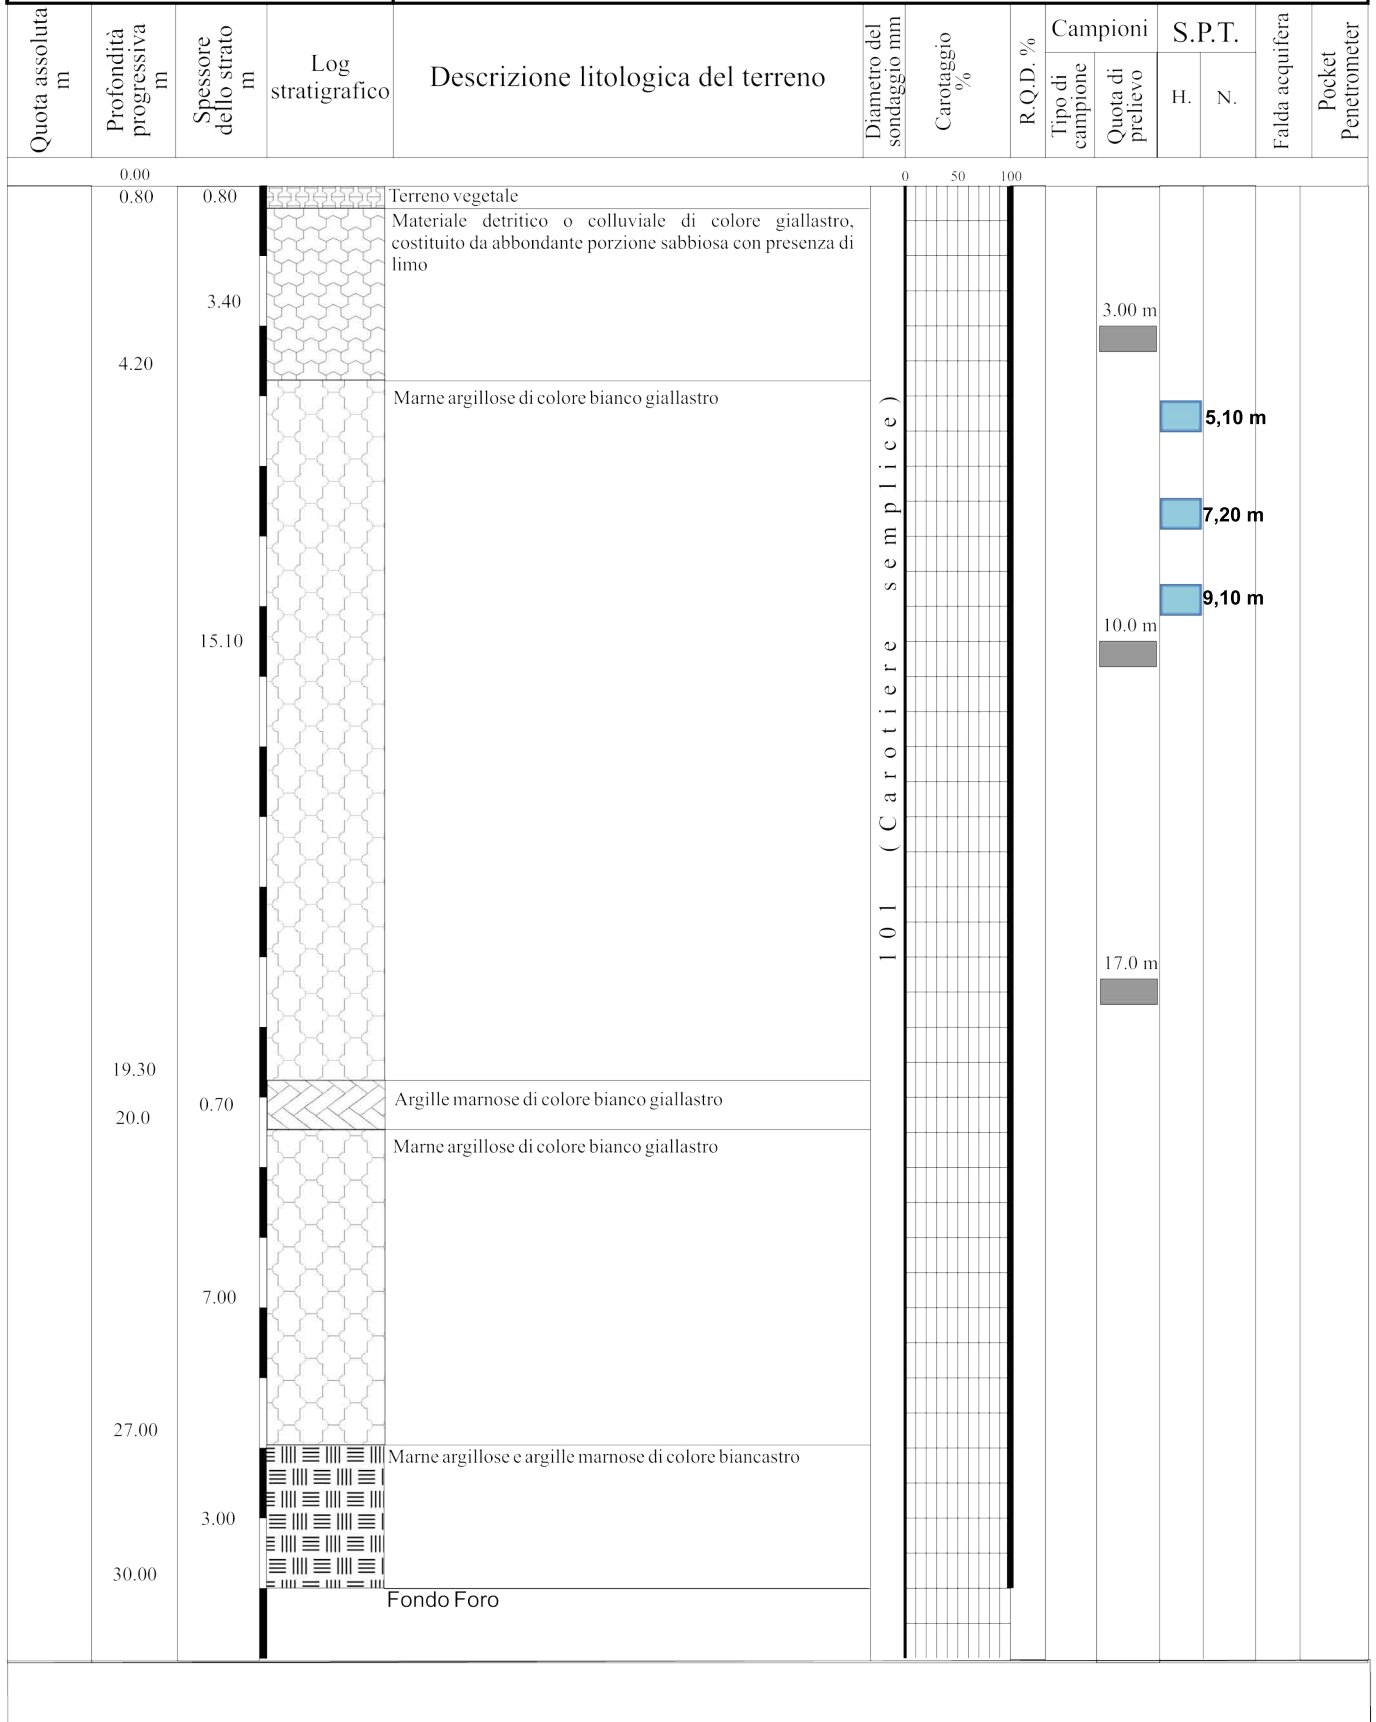 Quota assoluta
m
Profondità
progressiva
m
Spessore
dello strato
m
Log
stratigrafico
Descrizione litologica del terreno
Diametro del
sondaggio mm
Carotaggio
%
R.Q.D. %
Campioni
Tipo di
campione
Quota di
prelievo
S.P.T.
H.
N.
Falda acquifera
Pocket
Penetrometer
0.00
0 50 100
0.80 0.80 Terreno vegetale
Materiale detritico o colluviale di colore giallastro,
costituito da abbondante porzione sabbiosa con presenza di
limo
3.40
3.00 m
4.20
Marne argillose di colore bianco giallastro
5,10 m
7,20 m
9,10 m
10.0 m
15.10
101 (Carotiere semplice)
17.0 m
19.30
0.70 Argille marnose di colore bianco giallastro
20.0
Marne argillose di colore bianco giallastro
7.00
27.00
Marne argillose e argille marnose di colore biancastro
3.00
30.00
Fondo Foro